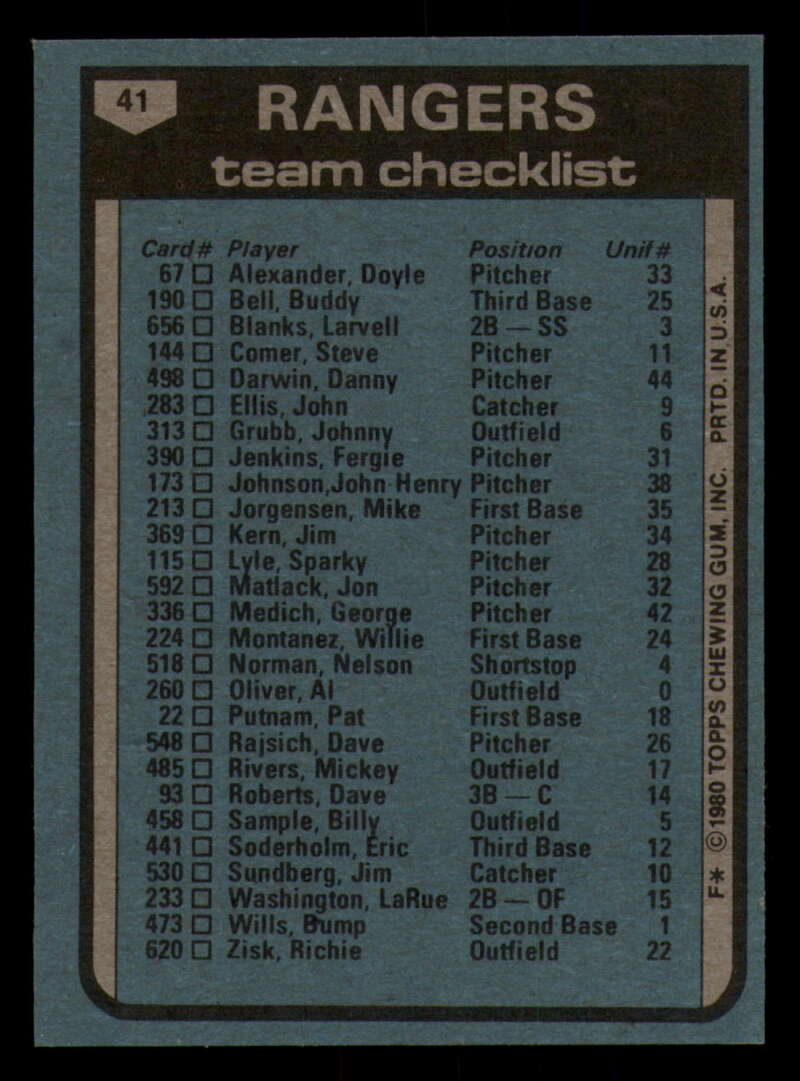 41
RANGERS
team checklist
Card# Player Position Unif#
67 Alexander, Doyle Pitcher 33
190 Bell, Buddy Third Base 25
656 Blanks, Larvell 2B — SS 3
144 Comer, Steve Pitcher 11
498 Darwin, Danny Pitcher 44
283 Ellis, John Catcher 9
313 Grubb, Johnny Outfield 6
390 Jenkins, Fergie Pitcher 31
173 Johnson,John Henry Pitcher 38
213 Jorgensen, Mike First Base 35
369 Kern, Jim Pitcher 34
115 Lyle, Sparky Pitcher 28
592 Matlack, Jon Pitcher 32
336 Medich, George Pitcher 42
224 Montanez, Willie First Base 24
518 Norman, Nelson Shortstop 4
260 Oliver, Al Outfield 0
22 Putnam, Pat First Base 18
548 Rajsich, Dave Pitcher 26
485 Rivers, Mickey Outfield 17
93 Roberts, Dave 3B — C 14
458 Sample, Billy Outfield 5
441 Soderholm, Eric Third Base 12
530 Sundberg, Jim Catcher 10
233 Washington, LaRue 2B — OF 15
473 Wills, Bump Second Base 1
620 Zisk, Richie Outfield 22
F* © 1980 TOPPS CHEWING GUM, INC. PRTD. IN U.S.A.